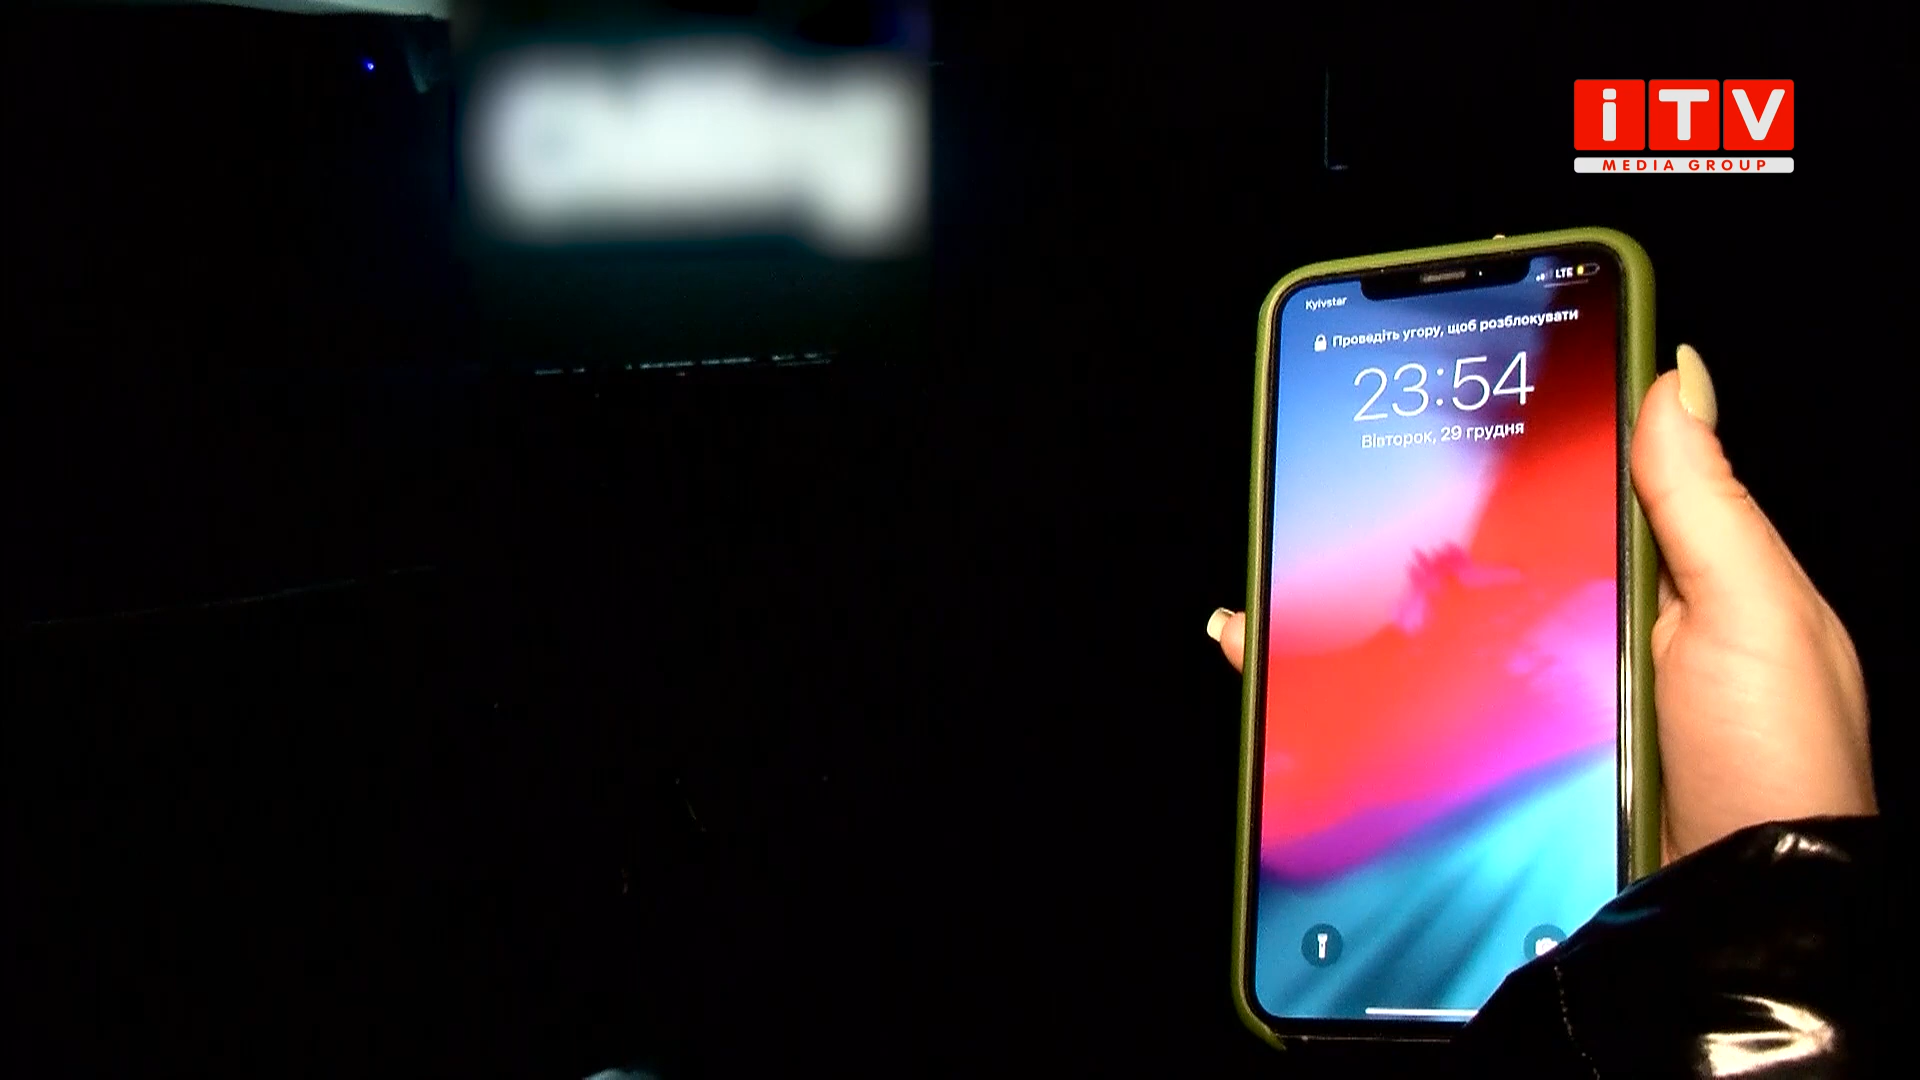 iTV
MEDIA GROUP
Kyivstar
LTE
Проведіть угору, щоб розблокувати
23:54
Вівторок, 29 грудня